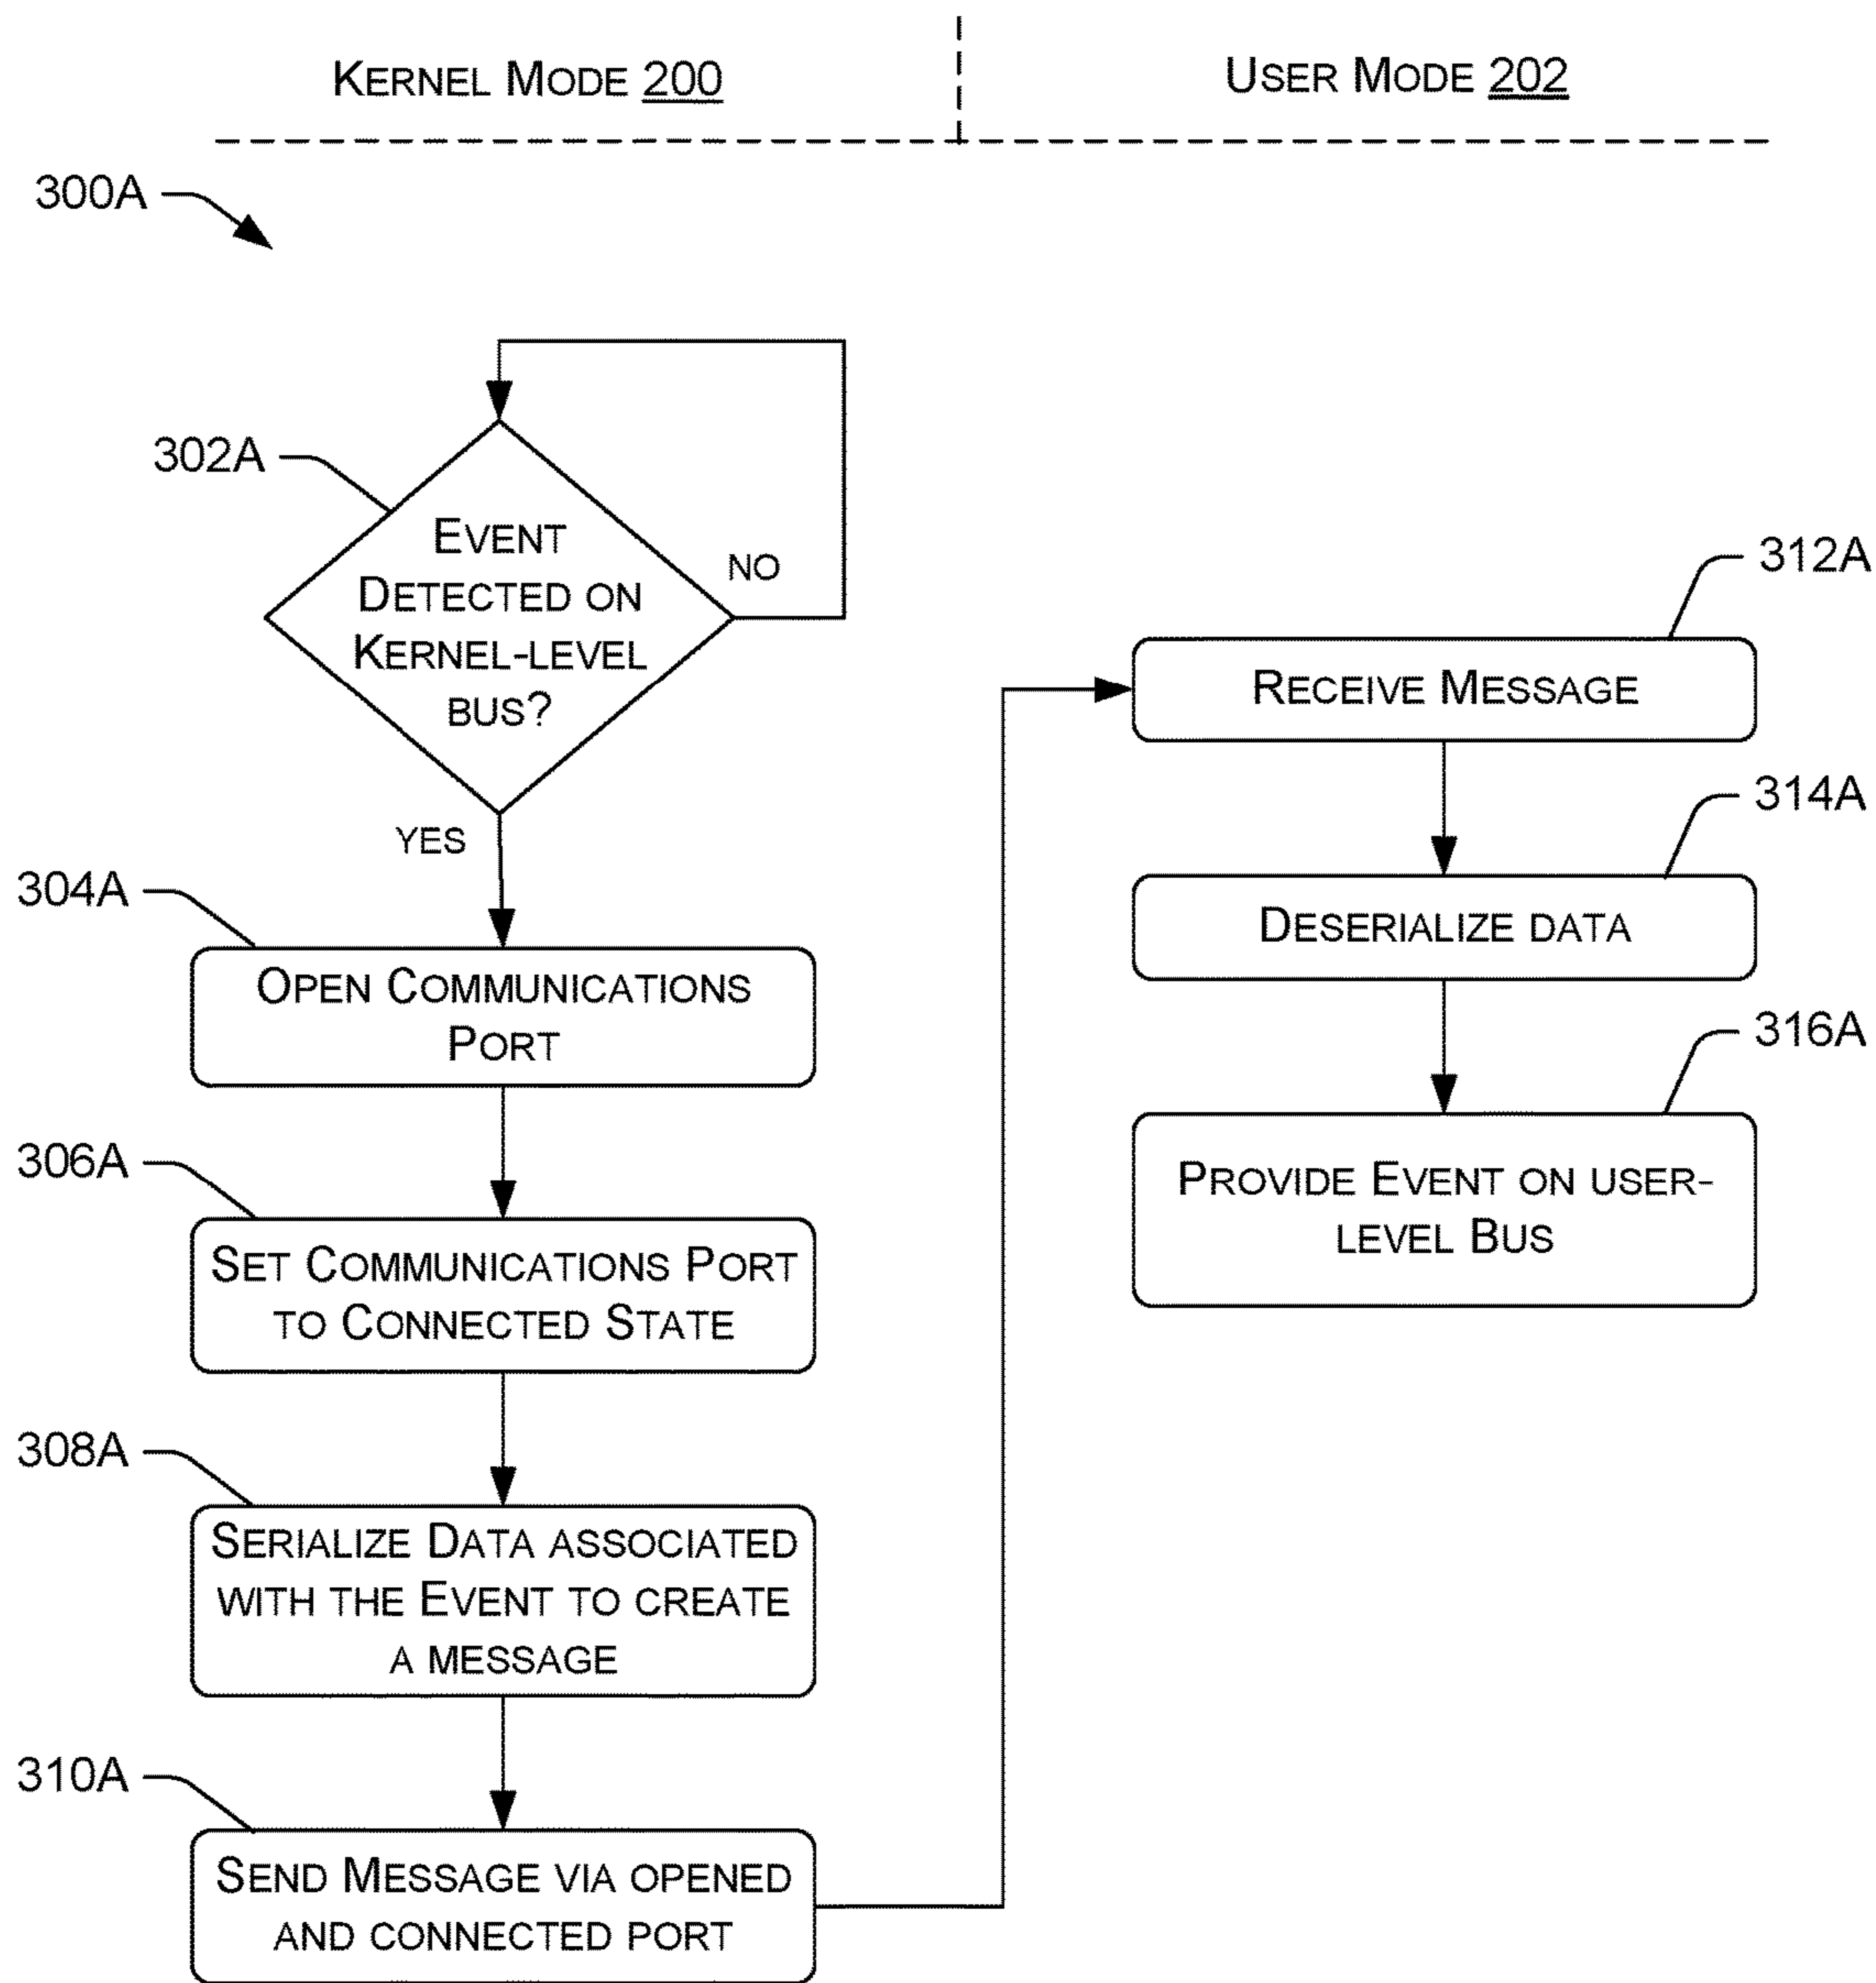 KERNEL MODE 200
USER MODE 202
300A
302A
EVENT
DETECTED ON
KERNEL-LEVEL
BUS?
NO
YES
304A
OPEN COMMUNICATIONS
PORT
306A
SET COMMUNICATIONS PORT
TO CONNECTED STATE
308A
SERIALIZE DATA ASSOCIATED
WITH THE EVENT TO CREATE
A MESSAGE
310A
SEND MESSAGE VIA OPENED
AND CONNECTED PORT
312A
RECEIVE MESSAGE
314A
DESERIALIZE DATA
316A
PROVIDE EVENT ON USER-
LEVEL BUS